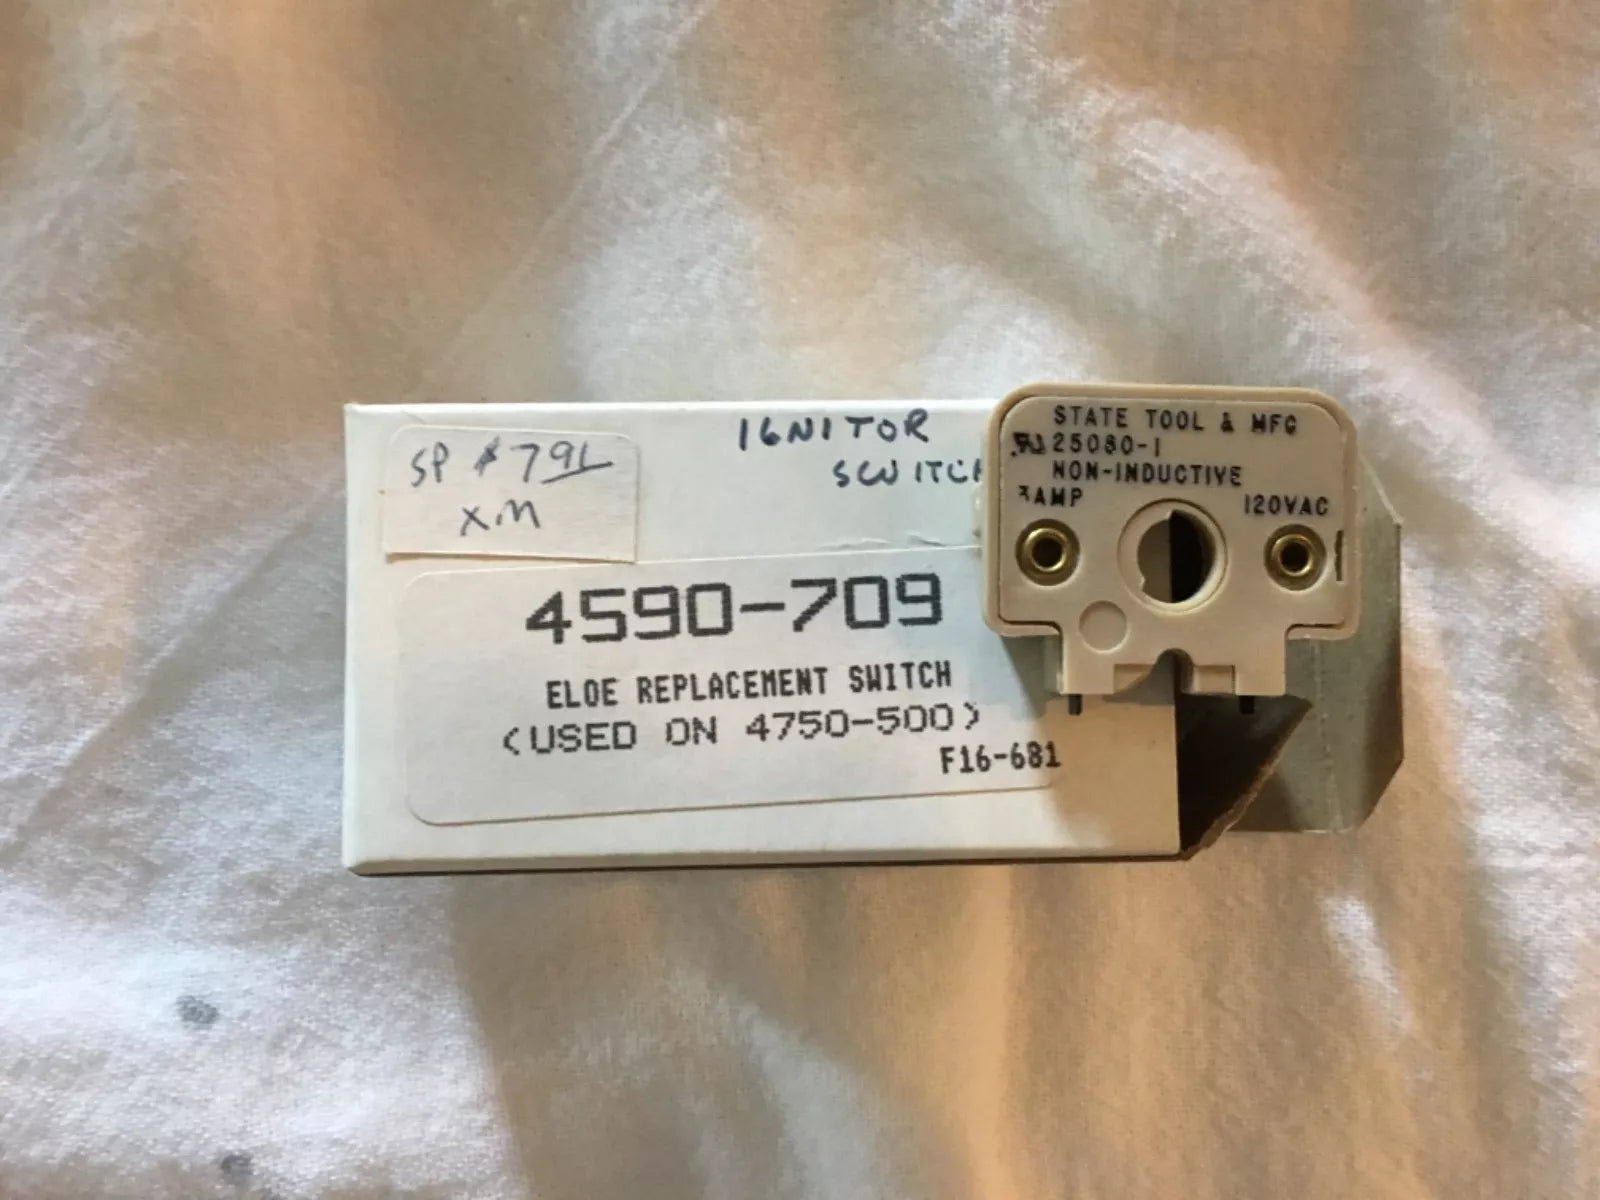 IGNITOR
SWITCH
SP $791
XM
4590-709
ELOE REPLACEMENT SWITCH
(USED ON 4750-500)
F16-681
STATE TOOL & MFG
25080-1
NON-INDUCTIVE
3AMP 120VAC